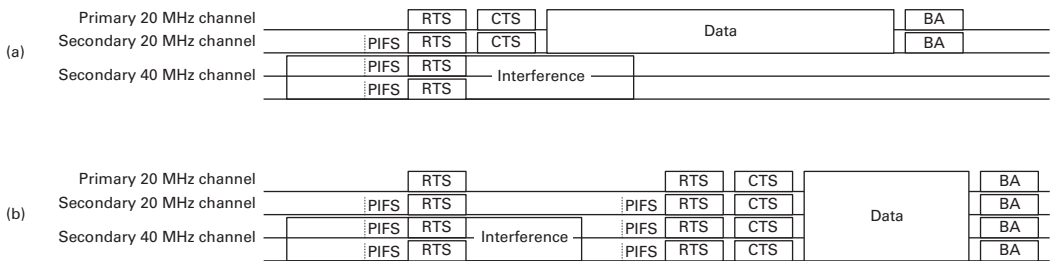 (a)
Primary 20 MHz channel RTS CTS Data BA
Secondary 20 MHz channel PIFS RTS CTS BA
Secondary 40 MHz channel PIFS RTS Interference
PIFS RTS
(b)
Primary 20 MHz channel RTS RTS CTS Data BA
Secondary 20 MHz channel PIFS RTS PIFS RTS CTS BA
Secondary 40 MHz channel PIFS RTS Interference PIFS RTS CTS BA
PIFS RTS PIFS RTS CTS BA